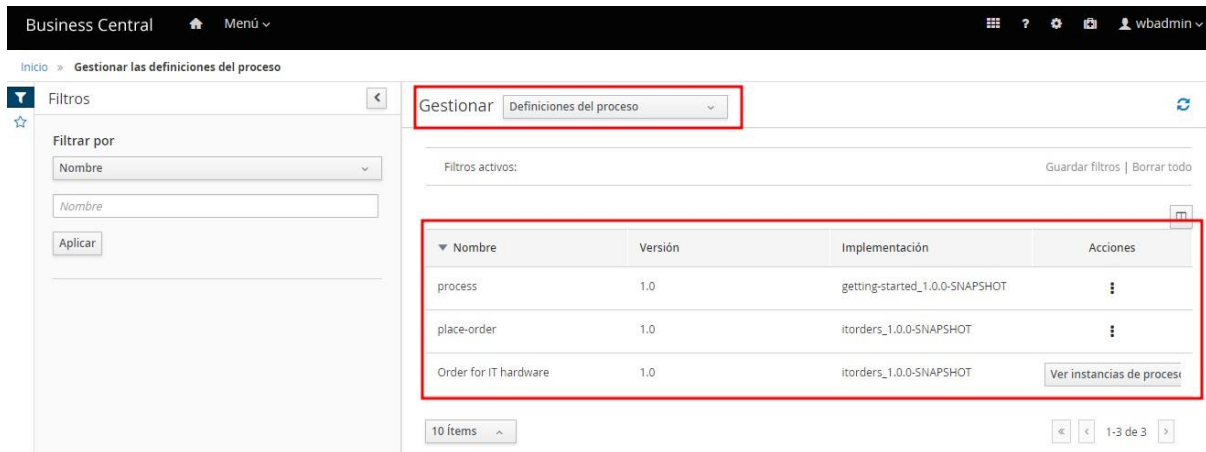 Business Central Menú ? wbadmin
Inicio » Gestionar las definiciones del proceso
Filtros
Filtrar por
Nombre
Nombre
Aplicar
Gestionar Definiciones del proceso
Filtros activos: Guardar filtros | Borrar todo
Nombre Versión Implementación Acciones
process 1.0 getting-started_1.0.0-SNAPSHOT
place-order 1.0 itorders_1.0.0-SNAPSHOT
Order for IT hardware 1.0 itorders_1.0.0-SNAPSHOT Ver instancias de proceso
10 Ítems « < 1-3 de 3 >